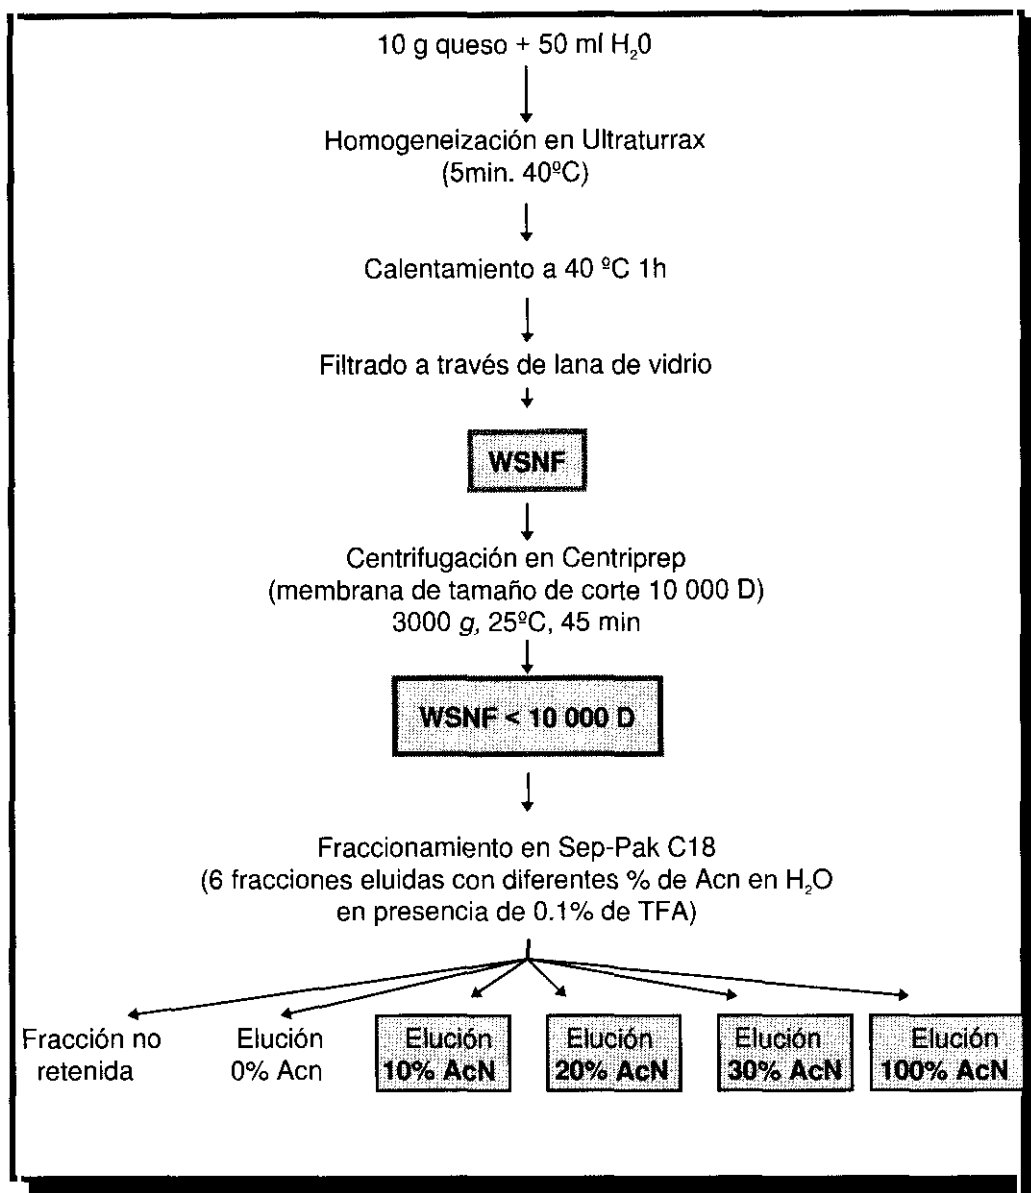 10 g queso + 50 ml H₂0
Homogeneización en Ultraturrax
(5min. 40ºC)
Calentamiento a 40 ºC 1h
Filtrado a través de lana de vidrio
WSNF
Centrifugación en Centriprep
(membrana de tamaño de corte 10 000 D)
3000 g, 25ºC, 45 min
WSNF < 10 000 D
Fraccionamiento en Sep-Pak C18
(6 fracciones eluidas con diferentes % de Acn en H₂O
en presencia de 0.1% de TFA)
Fracción no
retenida
Elución
0% Acn
Elución
10% AcN
Elución
20% AcN
Elución
30% AcN
Elución
100% AcN